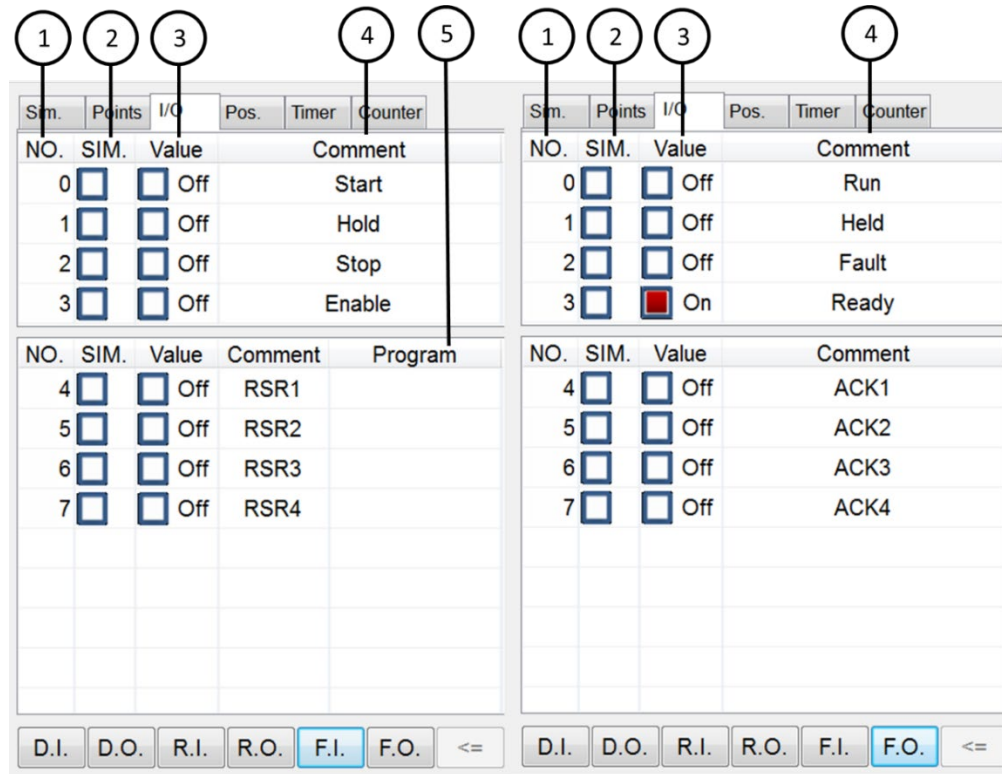 1 2 3 4 5
Sim. Points I/O Pos. Timer Counter
NO. SIM. Value Comment
0 Off Start
1 Off Hold
2 Off Stop
3 Off Enable
NO. SIM. Value Comment Program
4 Off RSR1
5 Off RSR2
6 Off RSR3
7 Off RSR4
D.I. D.O. R.I. R.O. F.I. F.O. <=
1 2 3 4
Sim. Points I/O Pos. Timer Counter
NO. SIM. Value Comment
0 Off Run
1 Off Held
2 Off Fault
3 On Ready
NO. SIM. Value Comment
4 Off ACK1
5 Off ACK2
6 Off ACK3
7 Off ACK4
D.I. D.O. R.I. R.O. F.I. F.O. <=